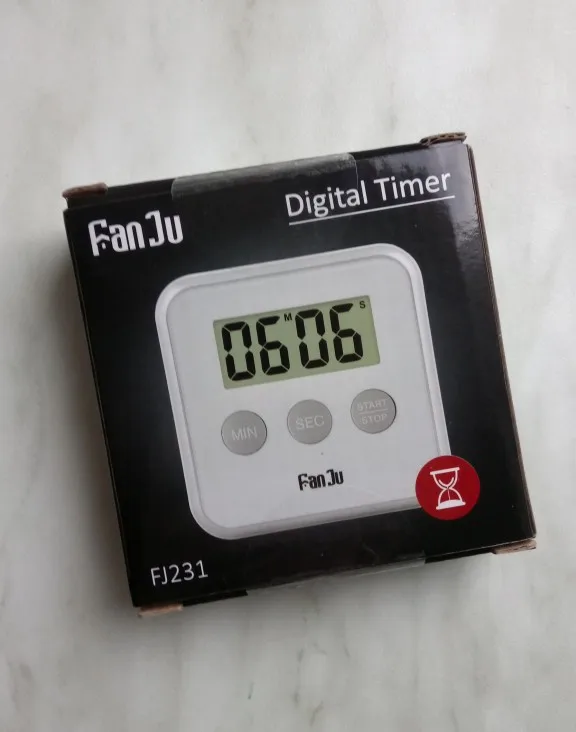 FanJu
Digital Timer
06 M 06 S
MIN
SEC
START
STOP
FanJu
FJ231